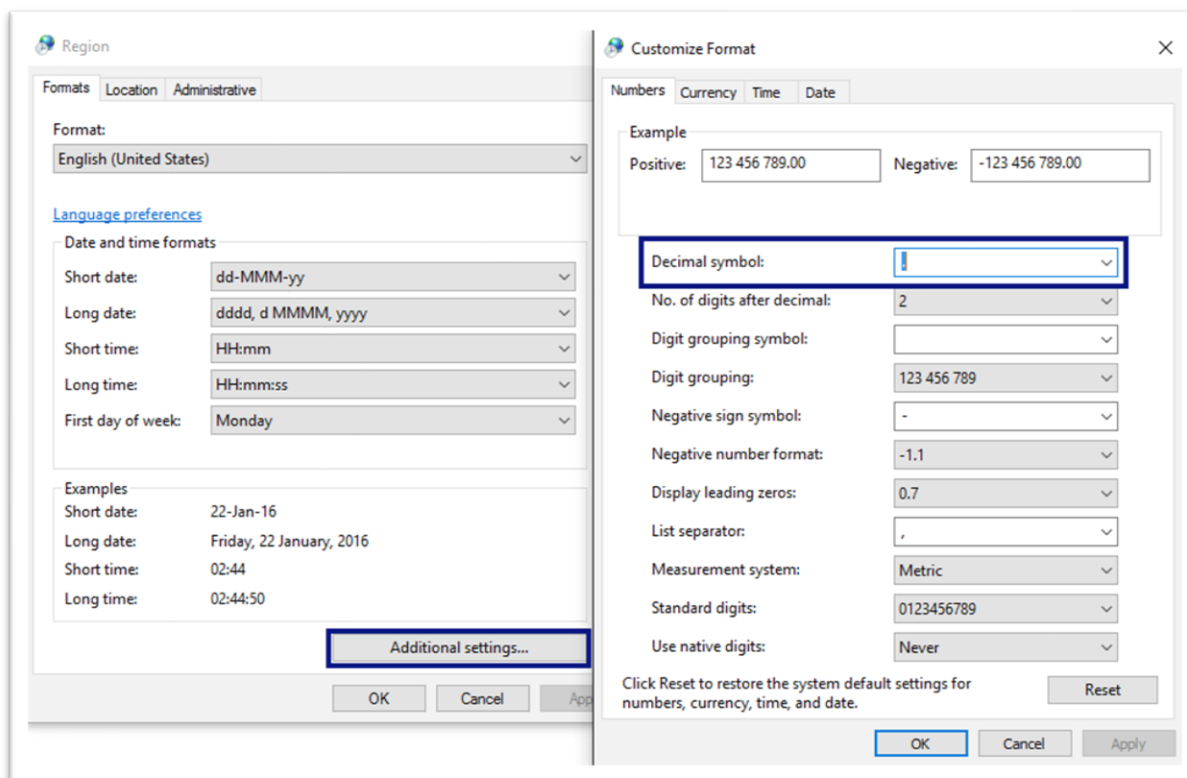 Region
Formats Location Administrative
Format:
English (United States)
Language preferences
Date and time formats
Short date: dd-MMM-yy
Long date: dddd, d MMMM, yyyy
Short time: HH:mm
Long time: HH:mm:ss
First day of week: Monday
Examples
Short date: 22-Jan-16
Long date: Friday, 22 January, 2016
Short time: 02:44
Long time: 02:44:50
Additional settings...
OK Cancel App
Customize Format
Numbers Currency Time Date
Example
Positive: 123 456 789.00 Negative: -123 456 789.00
Decimal symbol: .
No. of digits after decimal: 2
Digit grouping symbol:
Digit grouping: 123 456 789
Negative sign symbol: -
Negative number format: -1.1
Display leading zeros: 0.7
List separator: ,
Measurement system: Metric
Standard digits: 0123456789
Use native digits: Never
Click Reset to restore the system default settings for
numbers, currency, time, and date.
Reset
OK Cancel Apply